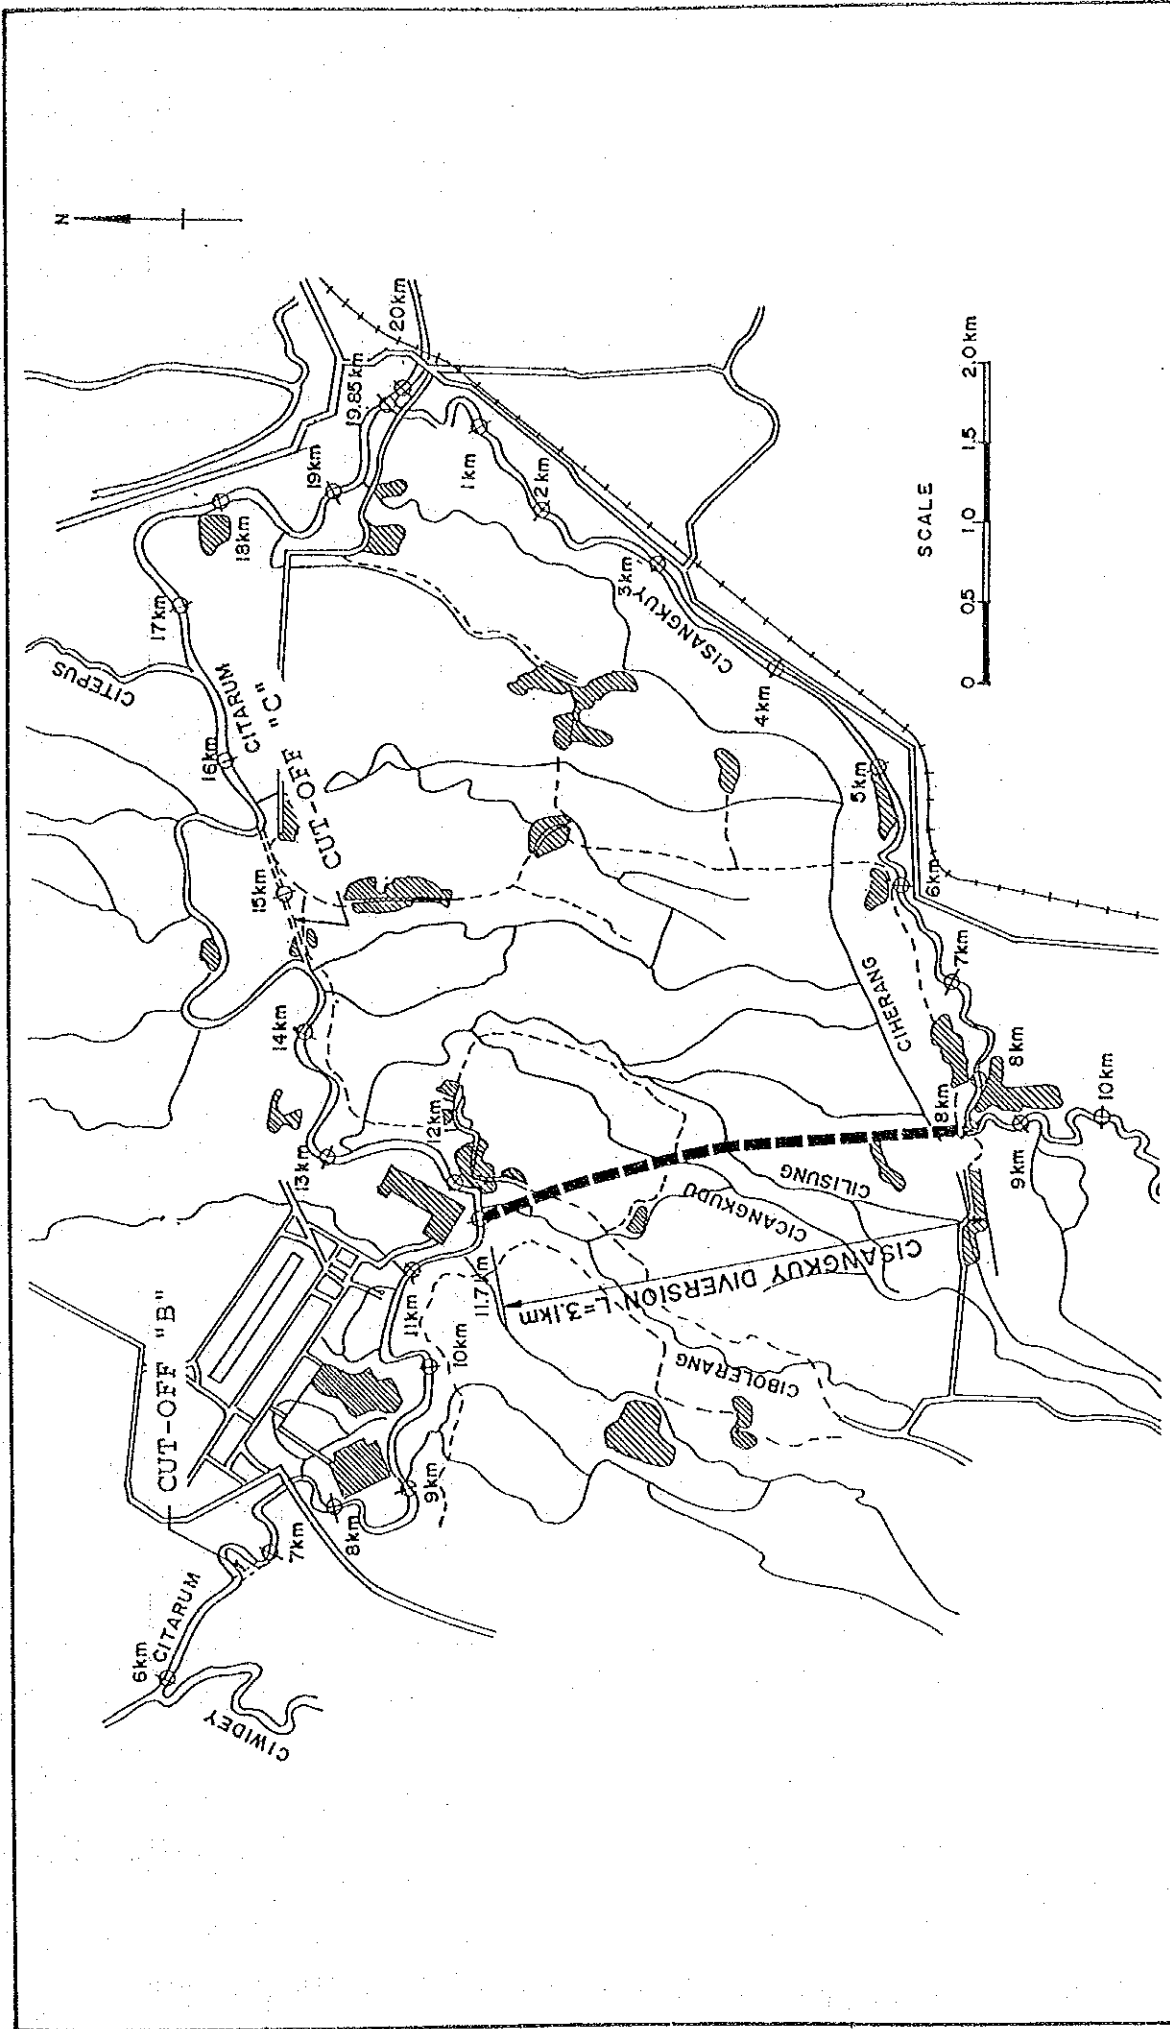 N
CUT-OFF "B"
6km
CITARUM
CIWIDEY
7km
8km
9km
10km
11km
11.7km
12km
13km
14km
15km
CUT-OFF "C"
16km
CITARUM
CITEPUS
17km
18km
19km
19.85km
20km
1km
2km
3km
CISANGKUY
4km
5km
6km
7km
8km
8km
9km
10km
CIHERANG
CILISUNG
CICANGKUDU
CISANGKUY DIVERSION L=3.1km
CIBOLERANG
SCALE
0 0.5 1.0 1.5 2.0km